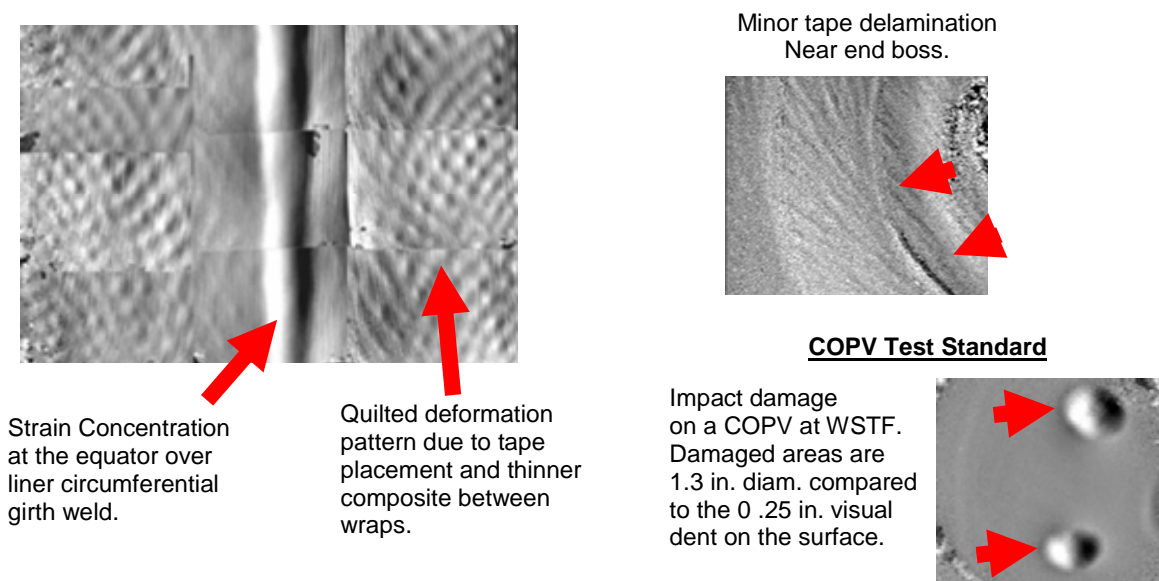 Minor tape delamination
Near end boss.
Strain Concentration
at the equator over
liner circumferential
girth weld.
Quilted deformation
pattern due to tape
placement and thinner
composite between
wraps.
COPV Test Standard
Impact damage
on a COPV at WSTF.
Damaged areas are
1.3 in. diam. compared
to the 0 .25 in. visual
dent on the surface.